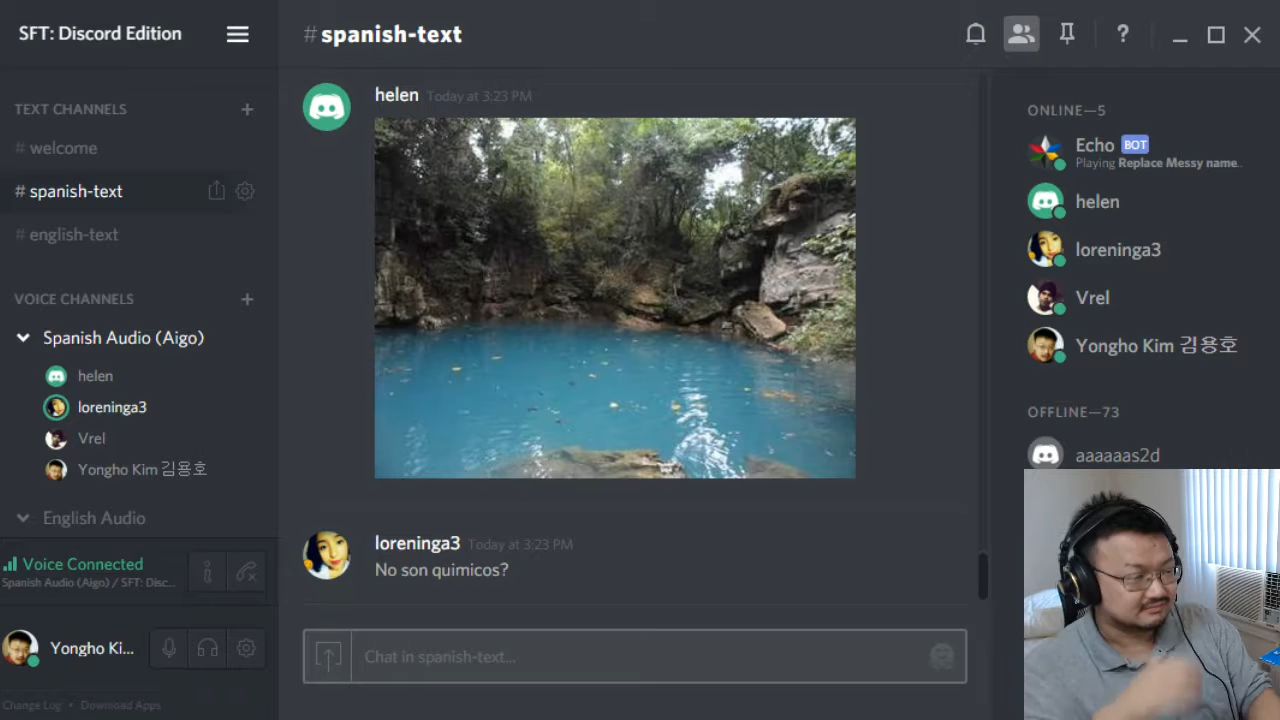 SFT: Discord Edition
TEXT CHANNELS
# welcome
# spanish-text
# english-text
VOICE CHANNELS
Spanish Audio (Aigo)
helen
loreninga3
Vrel
Yongho Kim 김용호
English Audio
Voice Connected
Spanish Audio (Aigo) / SFT: Disc...
Yongho Ki...
Change Log • Download Apps
# spanish-text
helen Today at 3:23 PM
loreninga3 Today at 3:23 PM
No son quimicos?
Chat in spanish-text...
ONLINE—5
Echo BOT
Playing Replace Messy name..
helen
loreninga3
Vrel
Yongho Kim 김용호
OFFLINE—73
aaaaaas2d